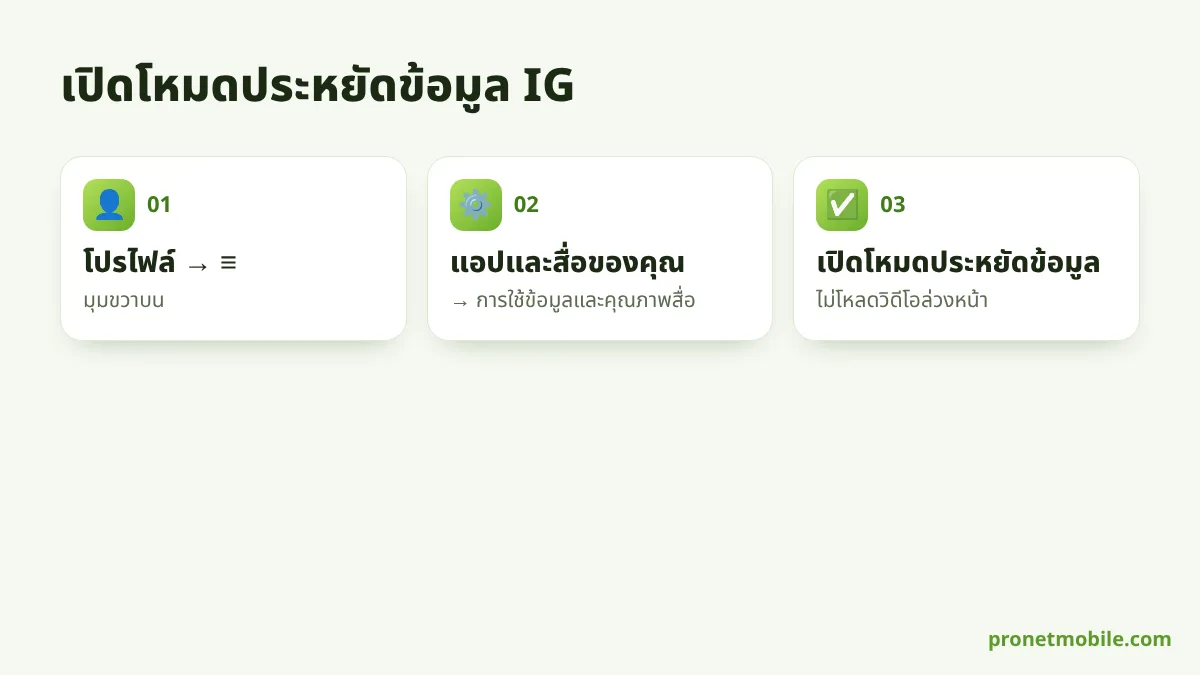 เปิดโหมดประหยัดข้อมูล IG
01
โปรไฟล์ → ≡
มุมขวาบน
02
แอปและสื่อของคุณ
→ การใช้ข้อมูลและคุณภาพสื่อ
03
เปิดโหมดประหยัดข้อมูล
ไม่โหลดวิดีโอล่วงหน้า
pronetmobile.com